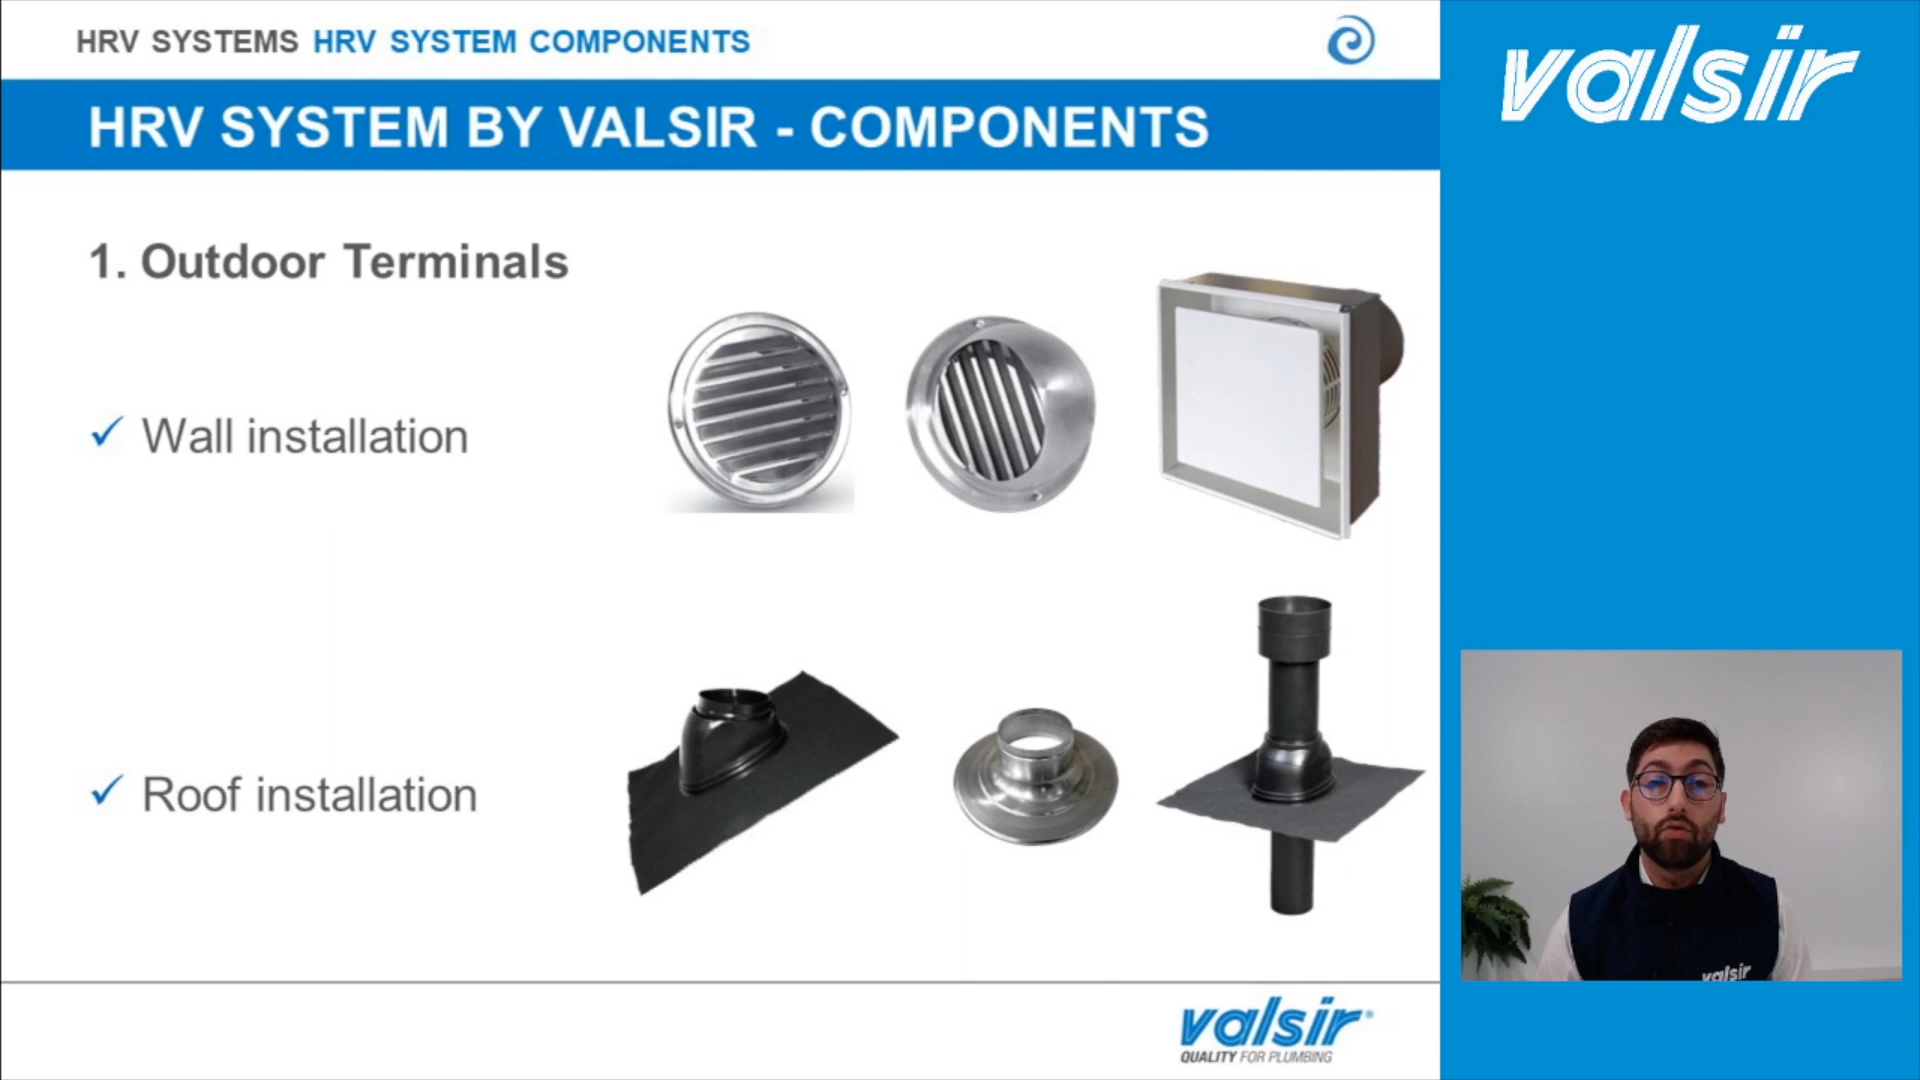 HRV SYSTEMS HRV SYSTEM COMPONENTS
HRV SYSTEM BY VALSIR - COMPONENTS
1. Outdoor Terminals
✓ Wall installation
✓ Roof installation
valsir®
QUALITY FOR PLUMBING
valsir
valsir